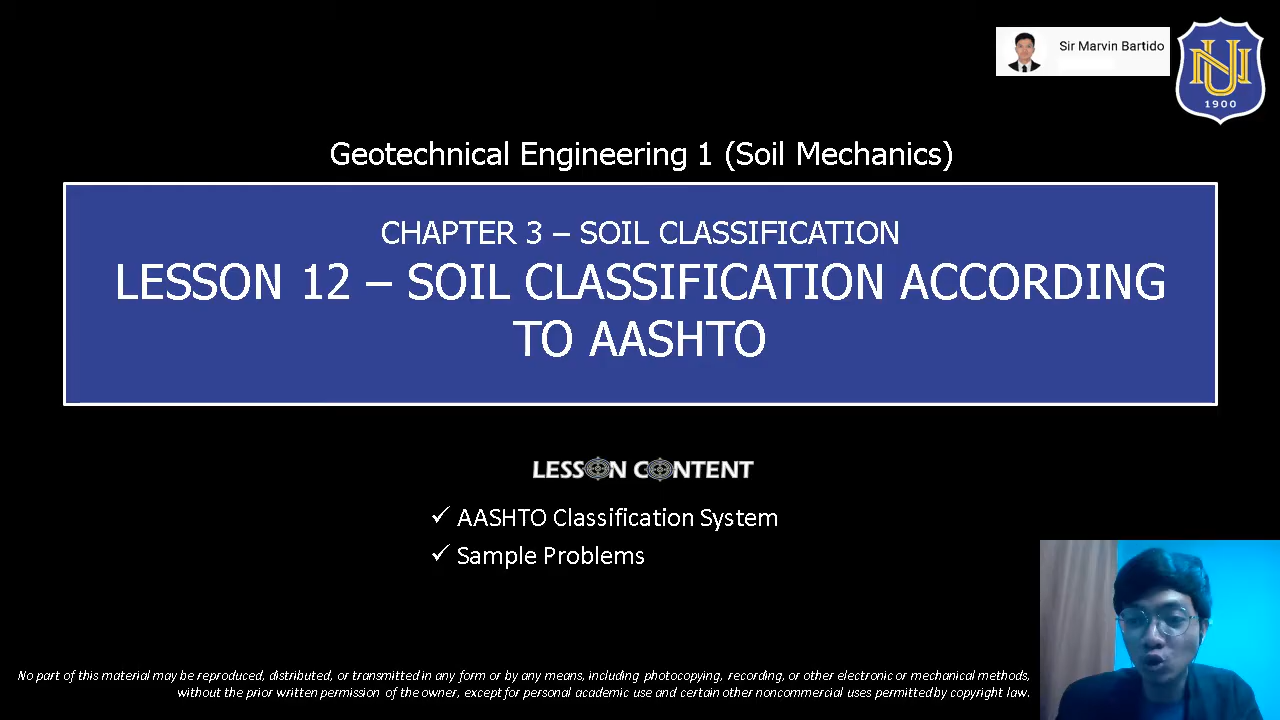 Sir Marvin Bartido
NU
1900
Geotechnical Engineering 1 (Soil Mechanics)
CHAPTER 3 – SOIL CLASSIFICATION
LESSON 12 – SOIL CLASSIFICATION ACCORDING
TO AASHTO
LESSON CONTENT
✓ AASHTO Classification System
✓ Sample Problems
No part of this material may be reproduced, distributed, or transmitted in any form or by any means, including photocopying, recording, or other electronic or mechanical methods,
without the prior written permission of the owner, except for personal academic use and certain other noncommercial uses permitted by copyright law.